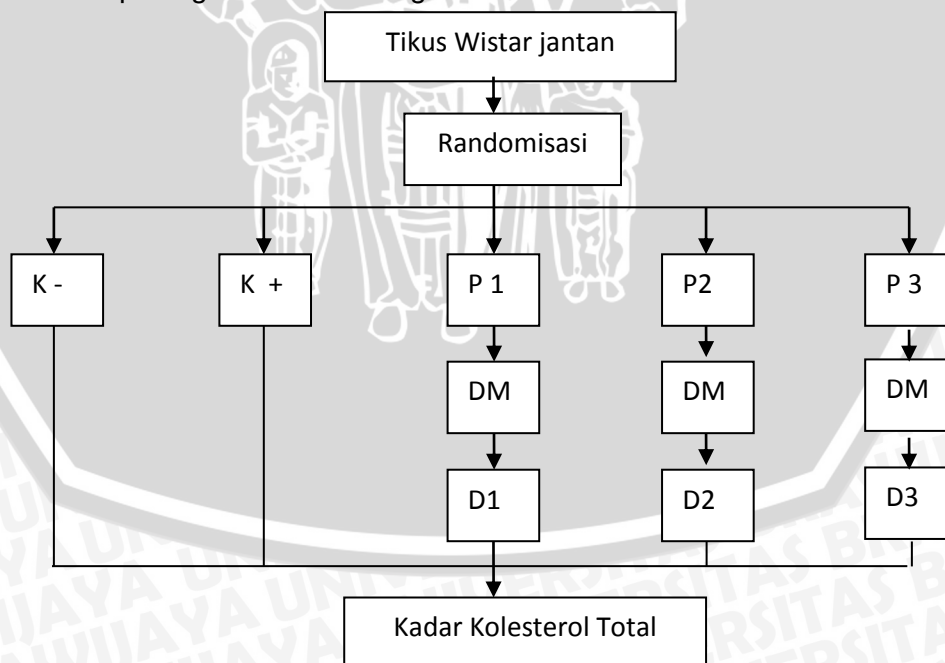 Tikus Wistar jantan
Randomisasi
K -
K +
P 1
P2
P 3
DM
DM
DM
D1
D2
D3
Kadar Kolesterol Total